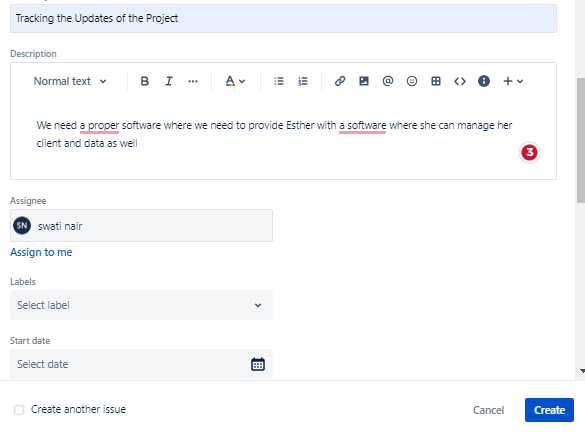 Tracking the Updates of the Project
Description
Normal text B I ... A
We need a proper software where we need to provide Esther with a software where she can manage her
client and data as well
3
Assignee
SN swati nair
Assign to me
Labels
Select label
Start date
Select date
Create another issue Cancel Create